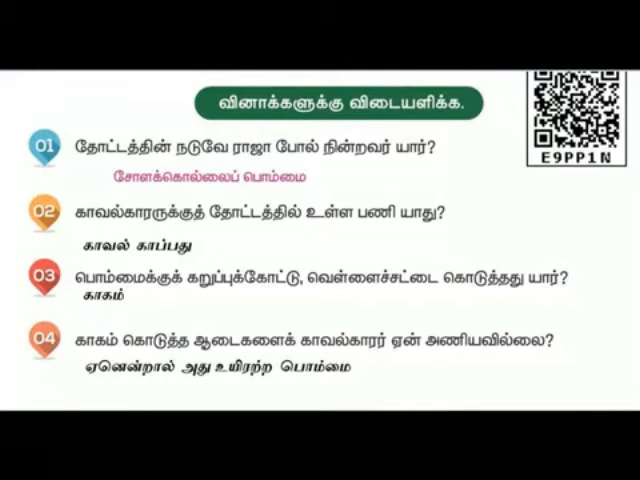 வினாக்களுக்கு விடையளிக்க.
E9PP1N
01 தோட்டத்தின் நடுவே ராஜா போல் நின்றவர் யார்?
சோளக்கொல்லைப் பொம்மை
02 காவல்காரருக்குத் தோட்டத்தில் உள்ள பணி யாது?
காவல் காப்பது
03 பொம்மைக்குக் கறுப்புக்கோட்டு, வெள்ளைச்சட்டை கொடுத்தது யார்?
காகம்
04 காகம் கொடுத்த ஆடைகளைக் காவல்காரர் ஏன் அணியவில்லை?
ஏனென்றால் அது உயிரற்ற பொம்மை